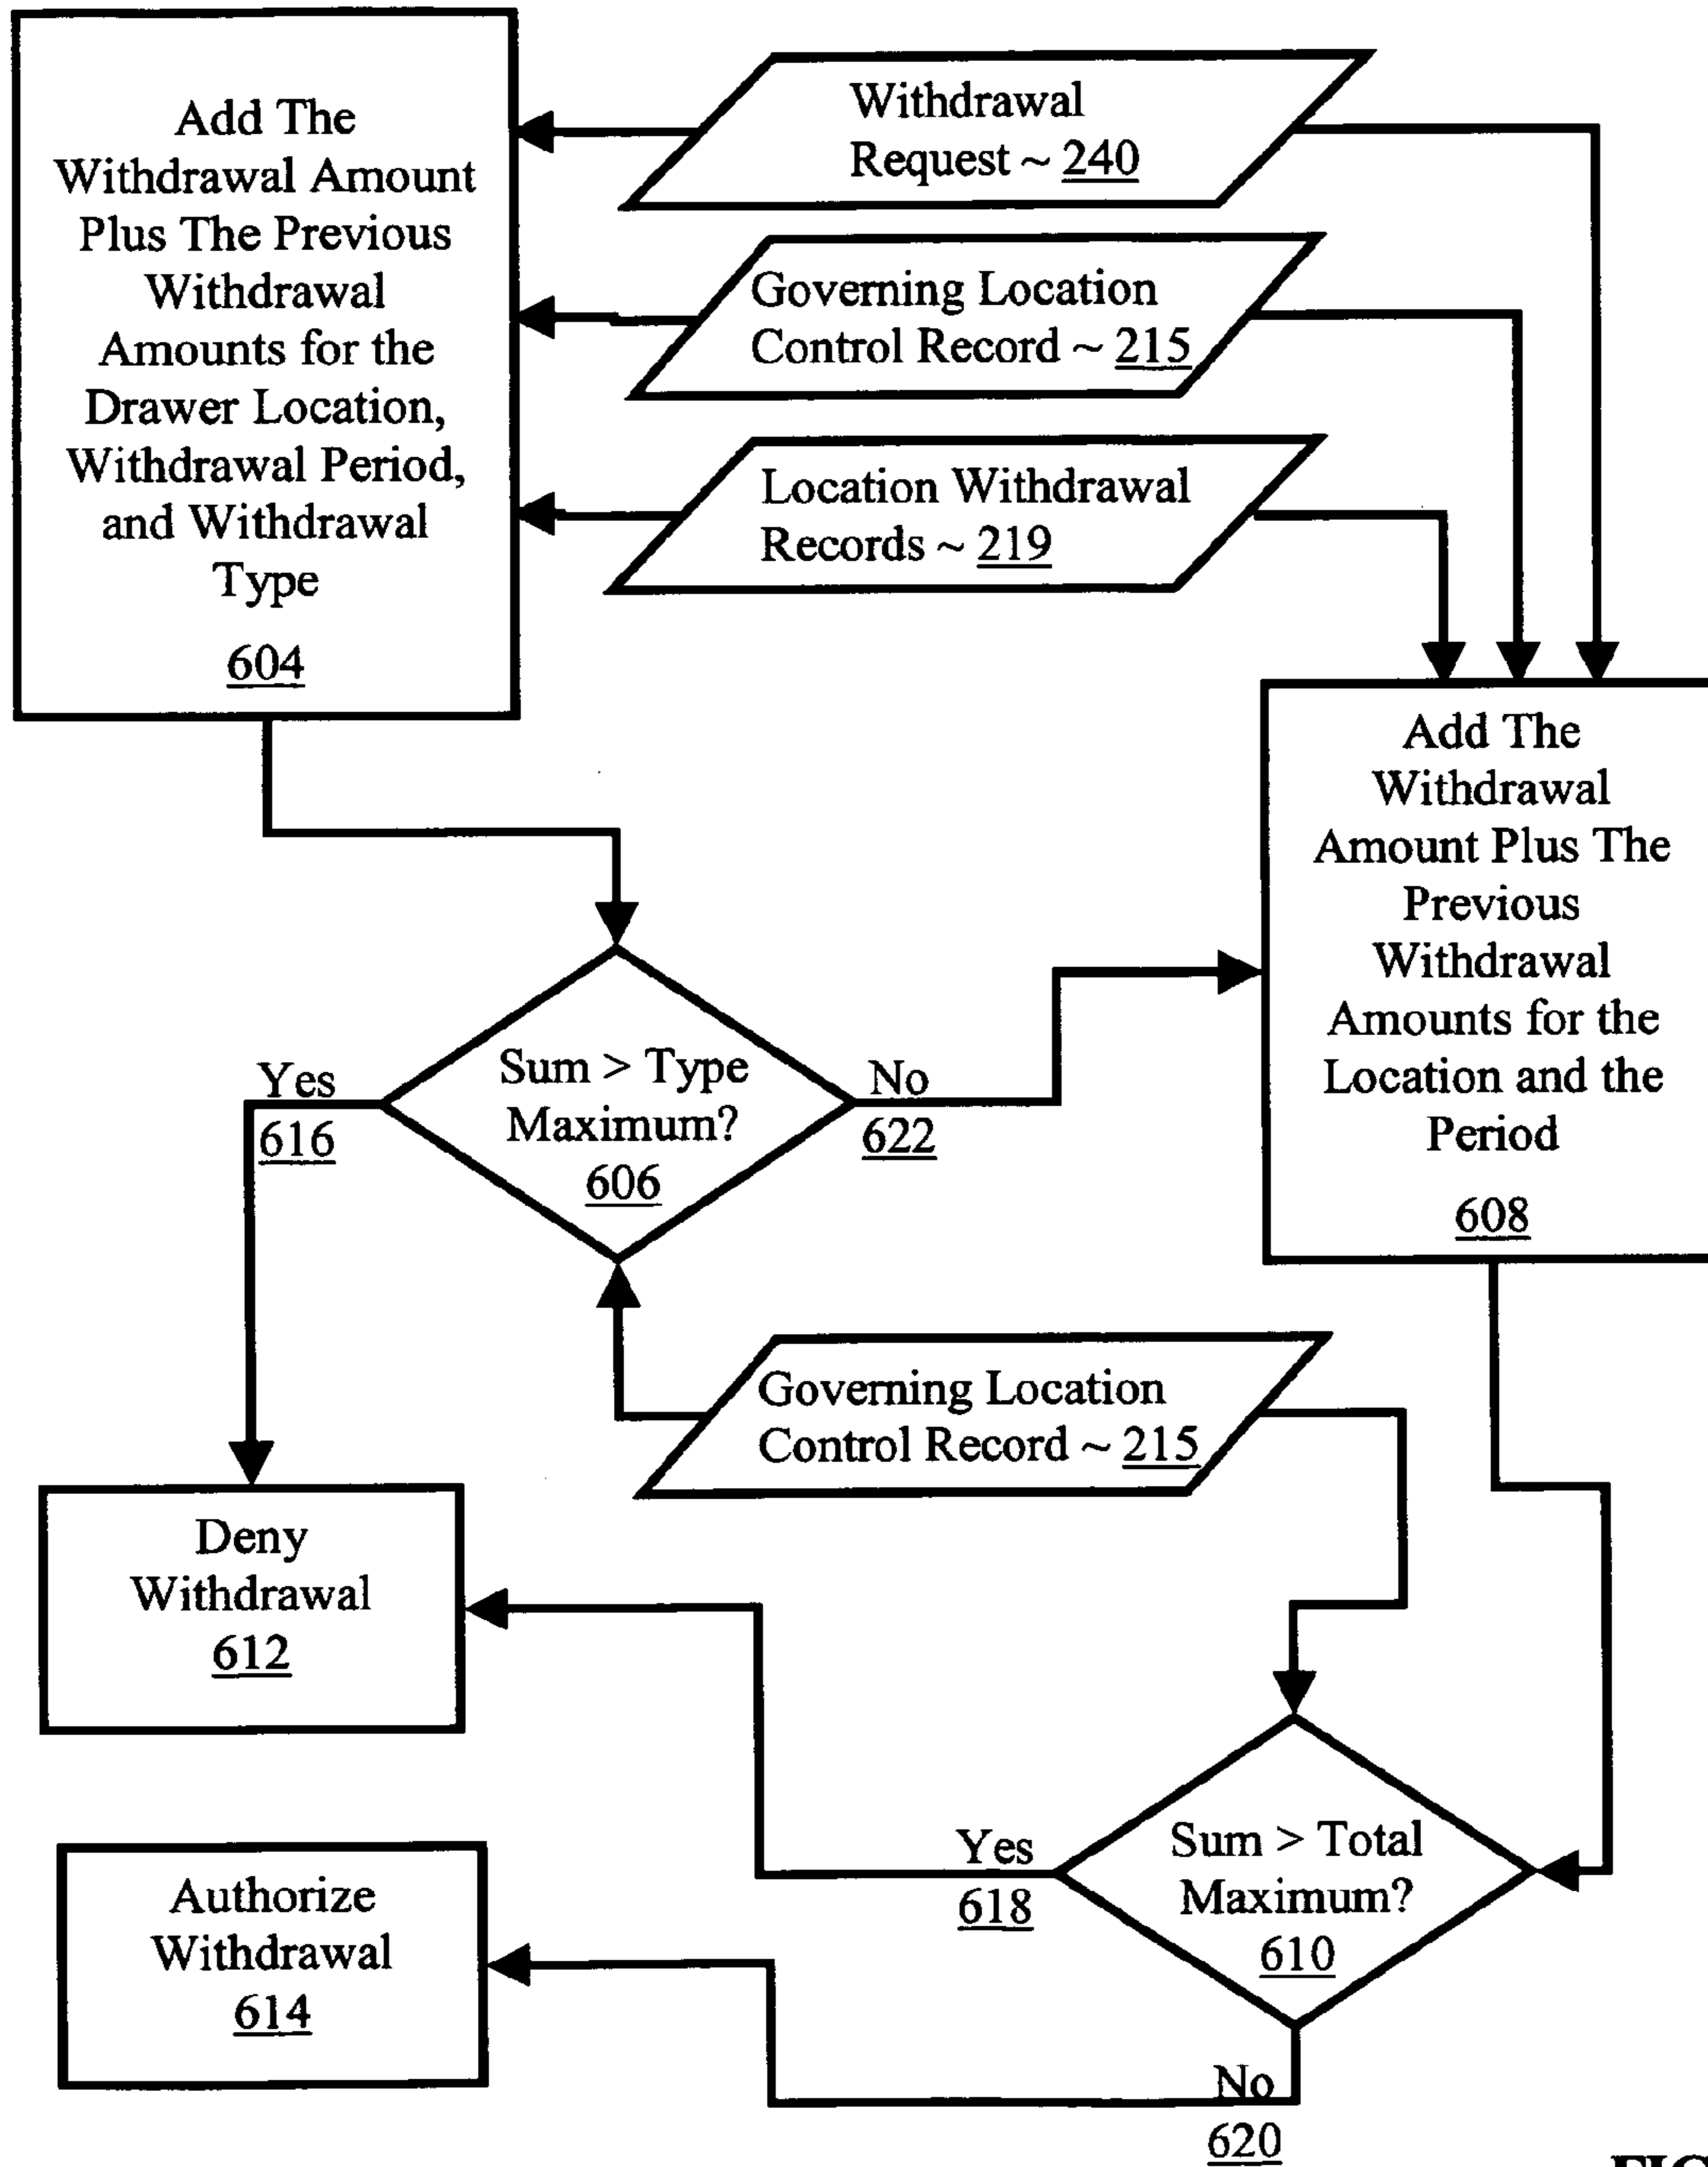 Add The
Withdrawal Amount
Plus The Previous
Withdrawal
Amounts for the
Drawer Location,
Withdrawal Period,
and Withdrawal
Type
604
Withdrawal
Request ~ 240
Governing Location
Control Record ~ 215
Location Withdrawal
Records ~ 219
Add The
Withdrawal
Amount Plus The
Previous
Withdrawal
Amounts for the
Location and the
Period
608
Sum > Type
Maximum?
606
Yes
616
No
622
Governing Location
Control Record ~ 215
Deny
Withdrawal
612
Sum > Total
Maximum?
610
Yes
618
Authorize
Withdrawal
614
No
620